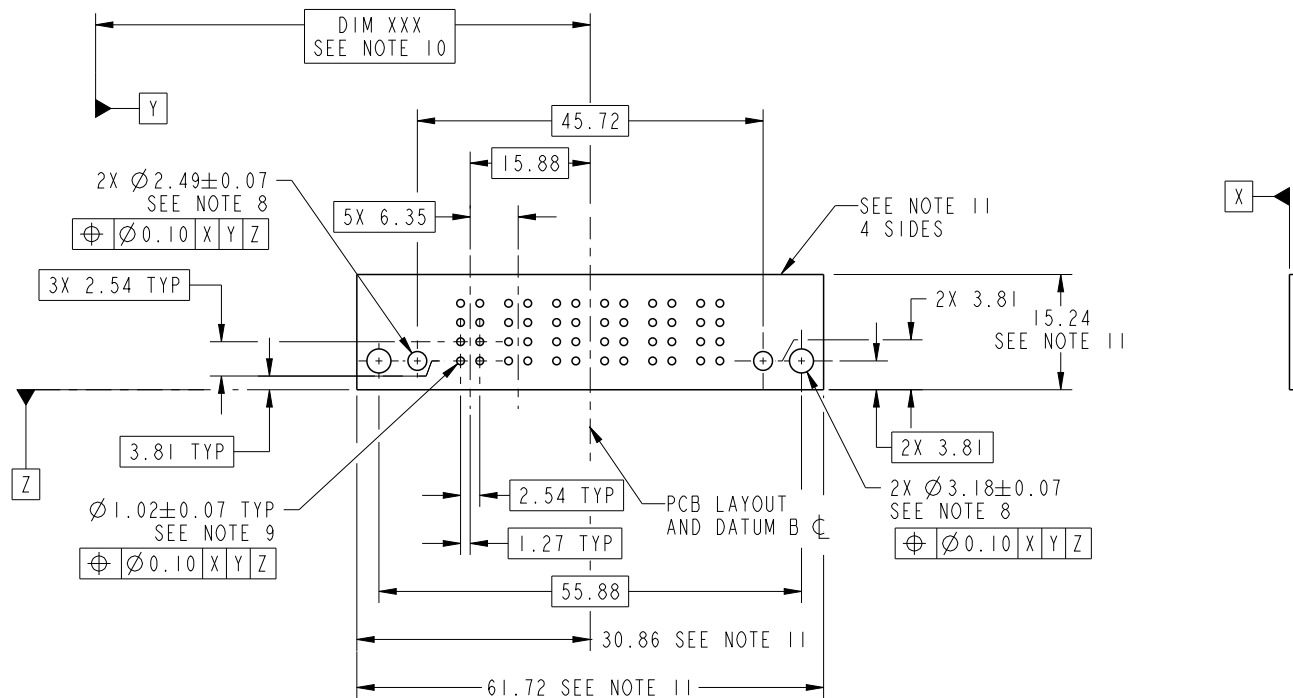 DIM XXX
SEE NOTE 10
Y
45.72
15.88
2X Ø2.49±0.07
SEE NOTE 8
⌖ Ø0.10 X Y Z
5X 6.35
SEE NOTE 11
4 SIDES
X
3X 2.54 TYP
2X 3.81
15.24
SEE NOTE 11
3.81 TYP
2X 3.81
Z
Ø1.02±0.07 TYP
SEE NOTE 9
⌖ Ø0.10 X Y Z
2.54 TYP
1.27 TYP
PCB LAYOUT
AND DATUM B ℄
2X Ø3.18±0.07
SEE NOTE 8
⌖ Ø0.10 X Y Z
55.88
30.86 SEE NOTE 11
61.72 SEE NOTE 11